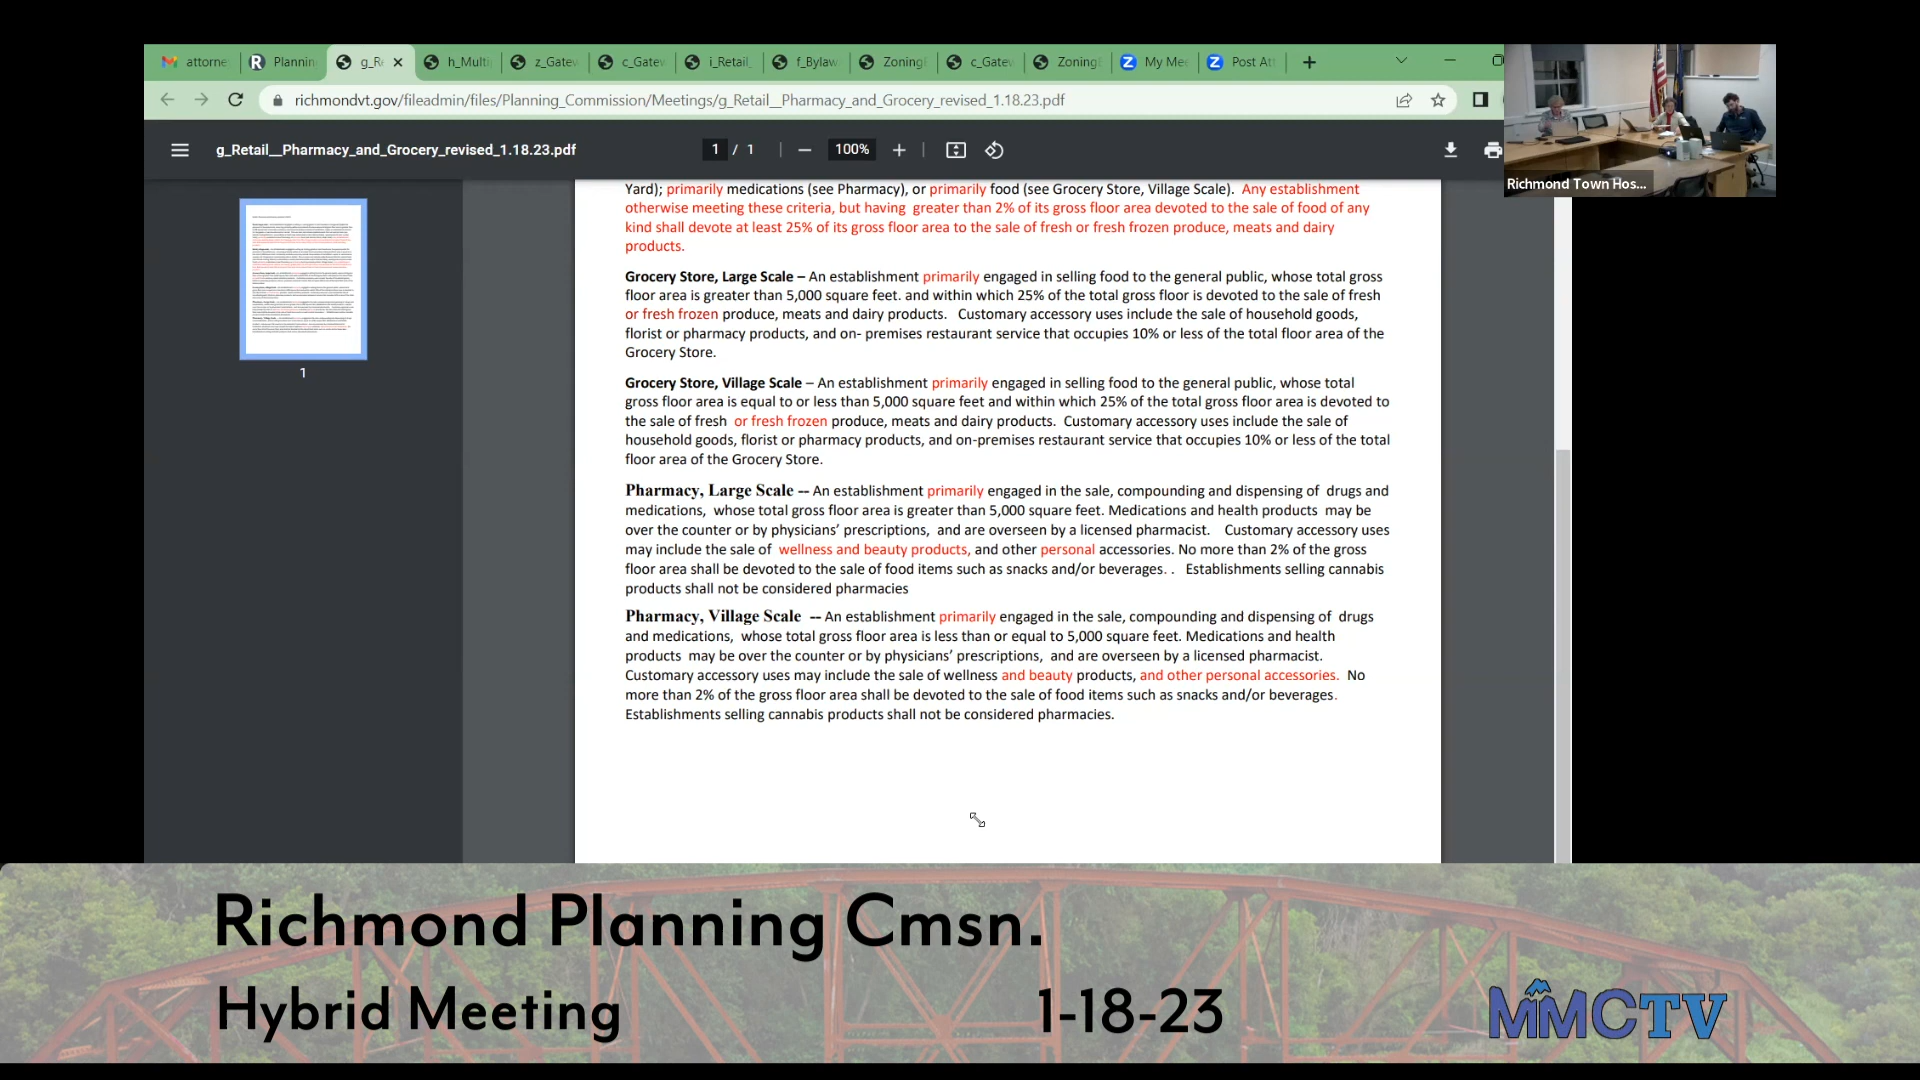 attorne
Plannin
g_Re
h_Multi
z_Gatew
c_Gatew
i_Retail_
f_Bylaw
Zoning
c_Gatew
Zoning
My Mee
Post At
richmondvt.gov/fileadmin/files/Planning_Commission/Meetings/g_Retail__Pharmacy_and_Grocery_revised_1.18.23.pdf
g_Retail__Pharmacy_and_Grocery_revised_1.18.23.pdf
1 / 1
100%
Richmond Town Hos...
1
Yard); primarily medications (see Pharmacy), or primarily food (see Grocery Store, Village Scale). Any establishment
otherwise meeting these criteria, but having greater than 2% of its gross floor area devoted to the sale of food of any
kind shall devote at least 25% of its gross floor area to the sale of fresh or fresh frozen produce, meats and dairy
products.
Grocery Store, Large Scale – An establishment primarily engaged in selling food to the general public, whose total gross
floor area is greater than 5,000 square feet. and within which 25% of the total gross floor is devoted to the sale of fresh
or fresh frozen produce, meats and dairy products. Customary accessory uses include the sale of household goods,
florist or pharmacy products, and on- premises restaurant service that occupies 10% or less of the total floor area of the
Grocery Store.
Grocery Store, Village Scale – An establishment primarily engaged in selling food to the general public, whose total
gross floor area is equal to or less than 5,000 square feet and within which 25% of the total gross floor area is devoted to
the sale of fresh or fresh frozen produce, meats and dairy products. Customary accessory uses include the sale of
household goods, florist or pharmacy products, and on-premises restaurant service that occupies 10% or less of the total
floor area of the Grocery Store.
Pharmacy, Large Scale -- An establishment primarily engaged in the sale, compounding and dispensing of drugs and
medications, whose total gross floor area is greater than 5,000 square feet. Medications and health products may be
over the counter or by physicians’ prescriptions, and are overseen by a licensed pharmacist. Customary accessory uses
may include the sale of wellness and beauty products, and other personal accessories. No more than 2% of the gross
floor area shall be devoted to the sale of food items such as snacks and/or beverages. . Establishments selling cannabis
products shall not be considered pharmacies
Pharmacy, Village Scale -- An establishment primarily engaged in the sale, compounding and dispensing of drugs
and medications, whose total gross floor area is less than or equal to 5,000 square feet. Medications and health
products may be over the counter or by physicians’ prescriptions, and are overseen by a licensed pharmacist.
Customary accessory uses may include the sale of wellness and beauty products, and other personal accessories. No
more than 2% of the gross floor area shall be devoted to the sale of food items such as snacks and/or beverages.
Establishments selling cannabis products shall not be considered pharmacies.
Richmond Planning Cmsn.
Hybrid Meeting 1-18-23
MMCTV